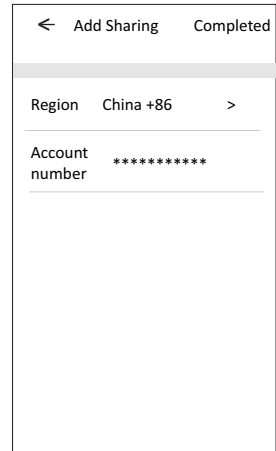 ← Add Sharing Completed
Region China +86 >
Account
number ***********